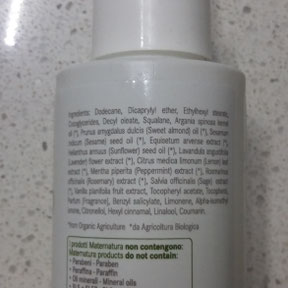 Ingredients: Dodecane, Dicaprylyl ether, Ethylhexyl stearate,
Cocoglycerides, Decyl oleate, Squalane, Argania spinosa kernel
oil (*), Prunus amygdalus dulcis (Sweet almond) oil (*), Sesamum
indicum (Sesame) seed oil (*), Equisetum arvense extract (*),
Helianthus annuus (Sunflower) seed oil (*), Lavandula angustifolia
(Lavender) flower extract (*), Citrus medica limonum (Lemon) and
extract (*), Mentha piperita (Peppermint) extract (*), Rosmarinus
officinalis (Rosemary) extract (*), Salvia officinalis (Sage) extract
(*), Vanilla planifolia fruit extract, Tocopheryl acetate, Tocopherol,
Parfum (Fragrance), Benzyl salicylate, Limonene, Alpha-isomethyl
ionone, Citronellol, Hexyl cinnamal, Linalool, Coumarin.
*from Organic Agriculture *da Agricoltura Biologica
I prodotti Maternatura non contengono:
Maternatura products do not contain:
• Parabeni - Paraben
• Paraffina - Paraffin
• Oli minerali - Mineral oils